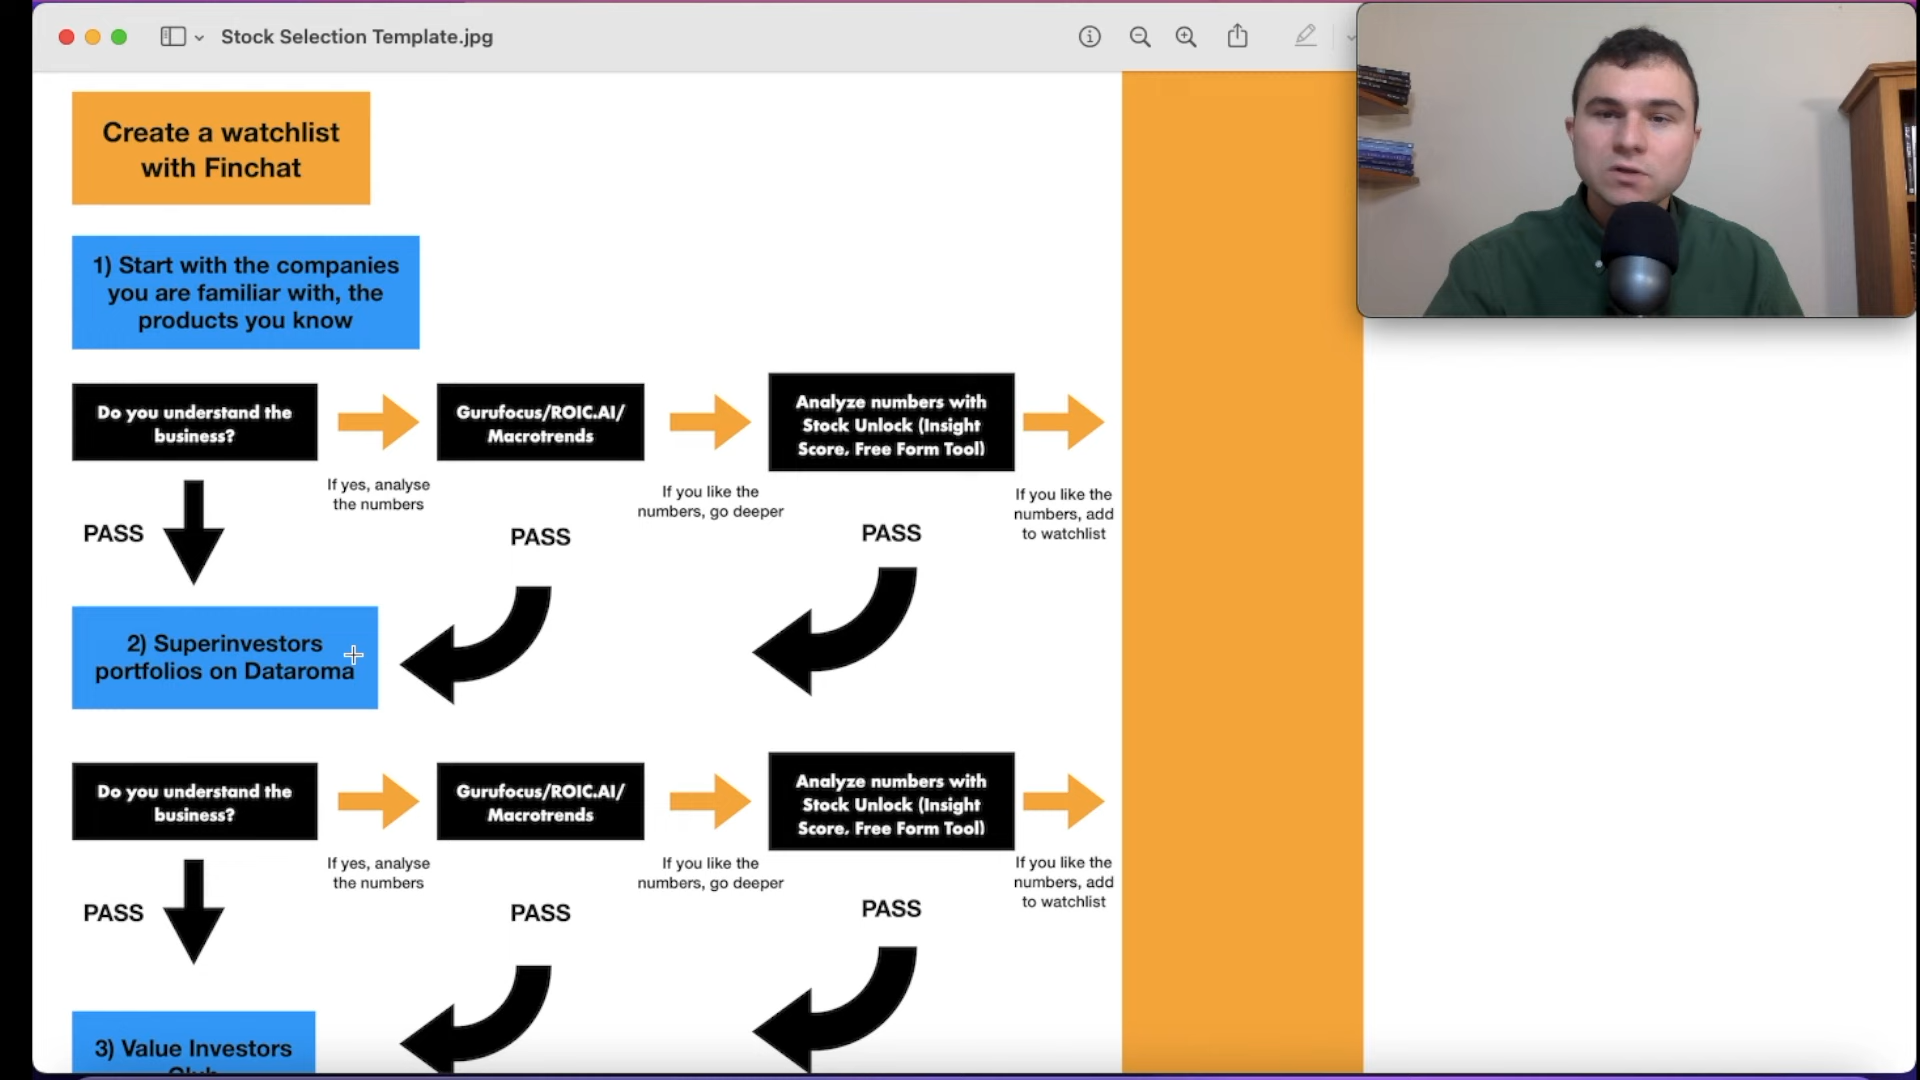 Stock Selection Template.jpg
Create a watchlist
with Finchat
1) Start with the companies
you are familiar with, the
products you know
Do you understand the
business?
If yes, analyse
the numbers
Gurufocus/ROIC.AI/
Macrotrends
If you like the
numbers, go deeper
Analyze numbers with
Stock Unlock (Insight
Score. Free Form Tool)
If you like the
numbers, add
to watchlist
PASS
PASS
PASS
2) Superinvestors
portfolios on Dataroma
Do you understand the
business?
If yes, analyse
the numbers
Gurufocus/ROIC.AI/
Macrotrends
If you like the
numbers, go deeper
Analyze numbers with
Stock Unlock (Insight
Score. Free Form Tool)
If you like the
numbers, add
to watchlist
PASS
PASS
PASS
3) Value Investors
Club